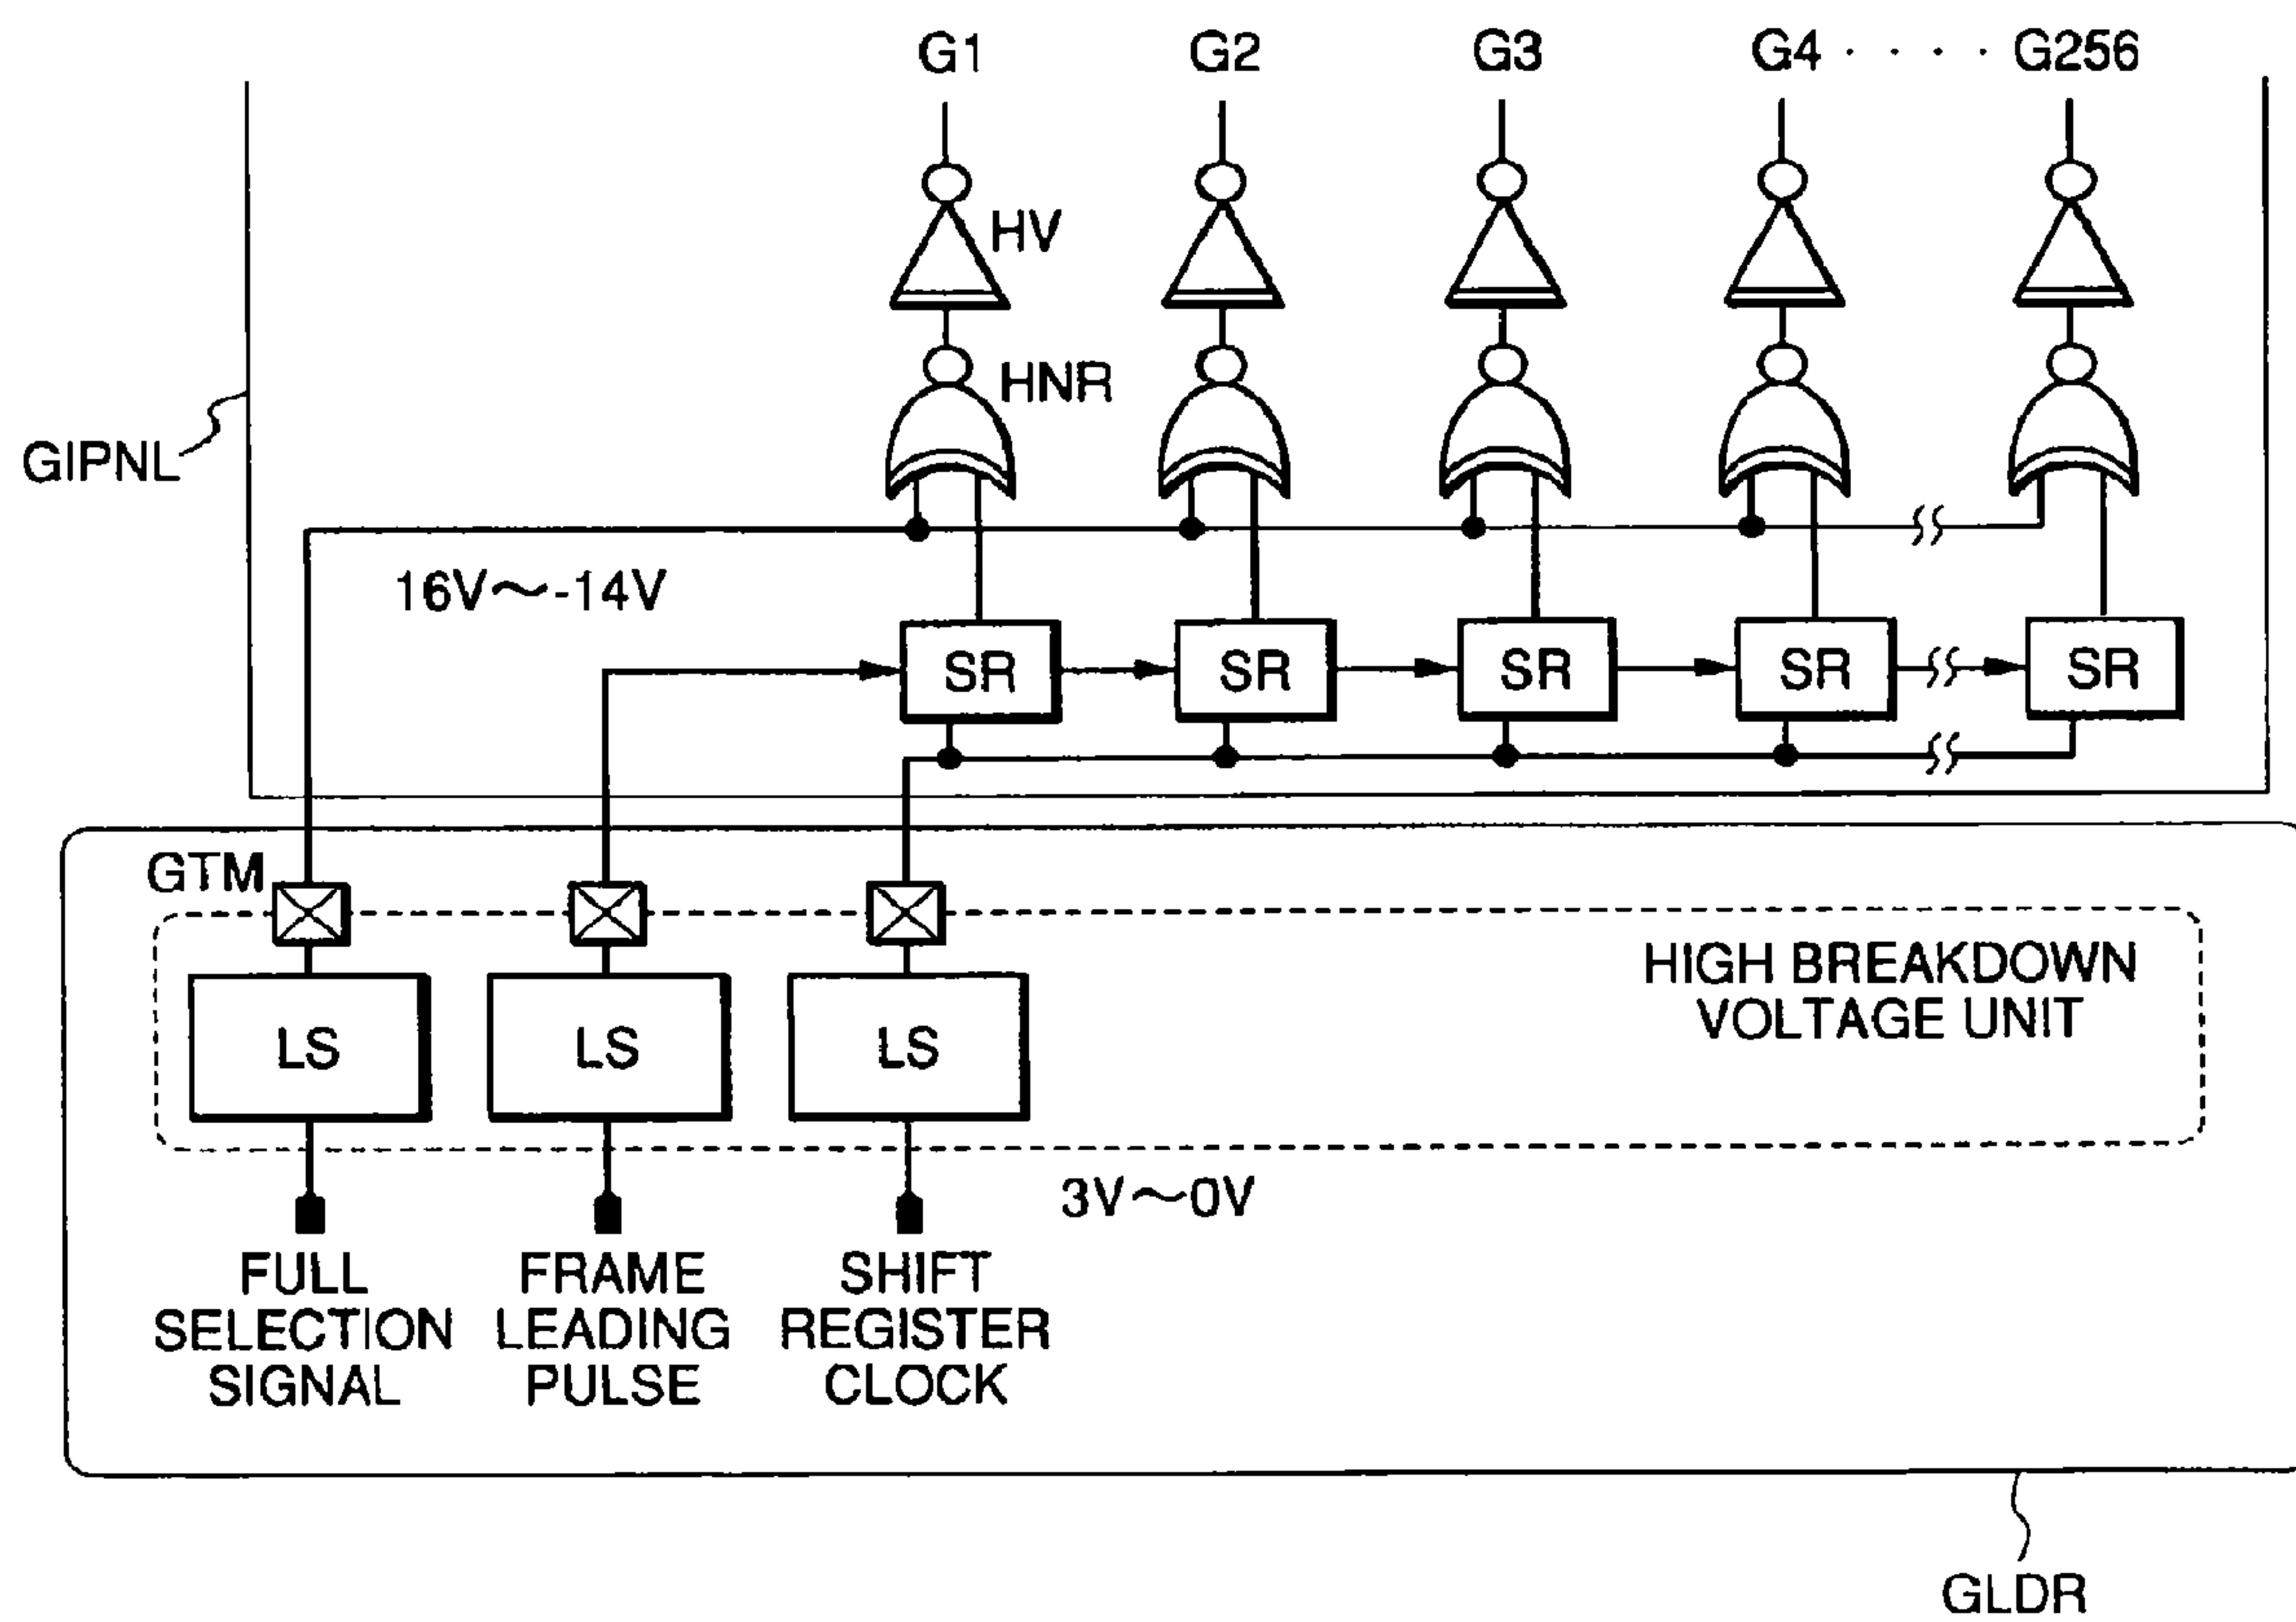 G1 G2 G3 G4 · · · · G256
HV
HNR
GIPNL
16V～-14V
SR SR SR SR SR
GTM
HIGH BREAKDOWN
VOLTAGE UNIT
LS LS LS
3V～0V
FULL
SELECTION
SIGNAL
FRAME
LEADING
PULSE
SHIFT
REGISTER
CLOCK
GLDR